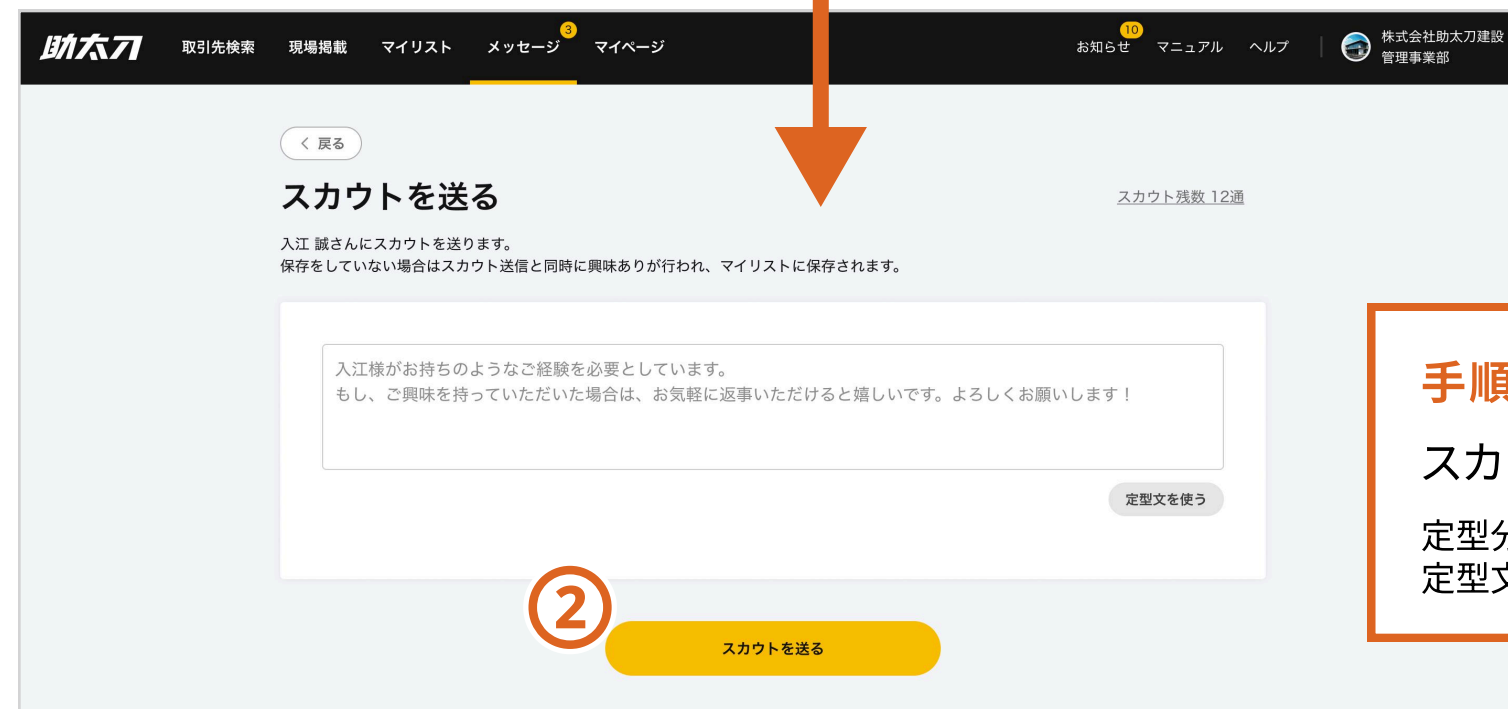 助太刀
取引先検索 現場掲載 マイリスト メッセージ 3 マイページ
お知らせ 10 マニュアル ヘルプ
株式会社助太刀建設
管理事業部
戻る
スカウトを送る
スカウト残数 12通
入江 誠さんにスカウトを送ります。
保存をしていない場合はスカウト送信と同時に興味ありが行われ、マイリストに保存されます。
入江様がお持ちのようなご経験を必要としています。
もし、ご興味を持っていただいた場合は、お気軽に返事いただけると嬉しいです。よろしくお願いします！
定型文を使う
手順
スカ
定型分
定型文
2
スカウトを送る